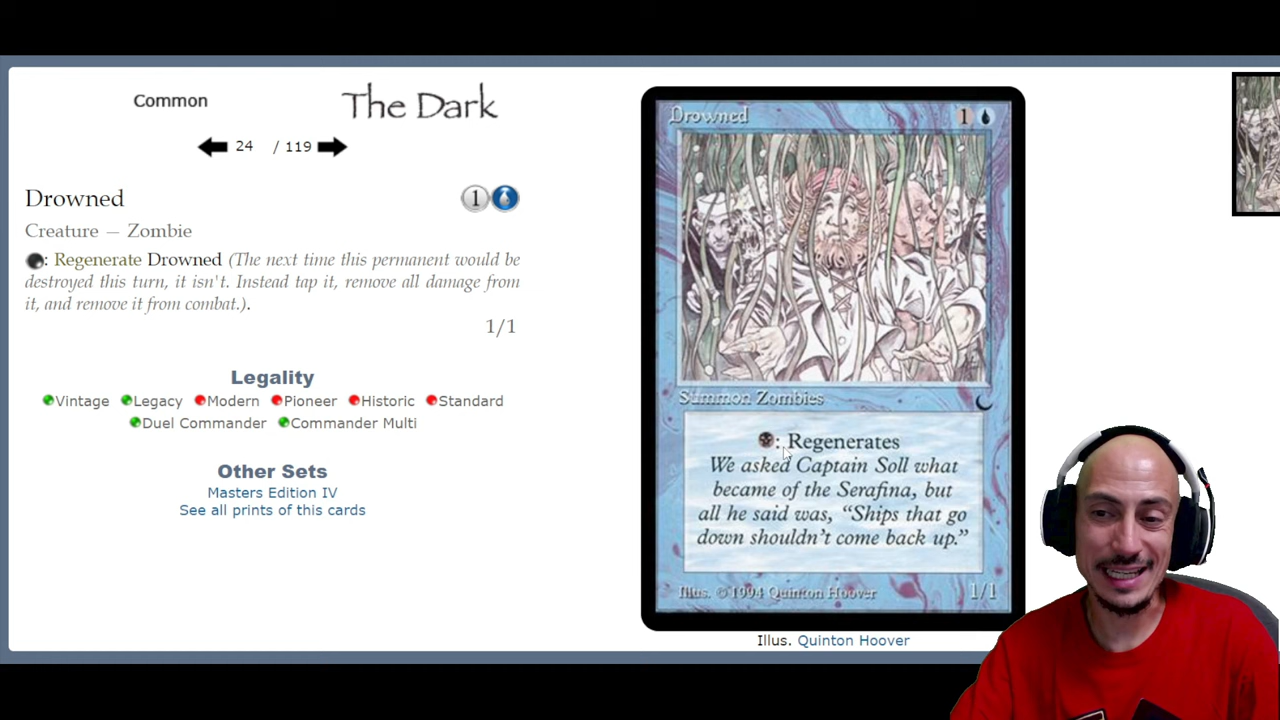 Common
The Dark
24 / 119
Drowned
1
Creature — Zombie
: Regenerate Drowned (The next time this permanent would be
destroyed this turn, it isn't. Instead tap it, remove all damage from
it, and remove it from combat.).
1/1
Legality
Vintage Legacy Modern Pioneer Historic Standard
Duel Commander Commander Multi
Other Sets
Masters Edition IV
See all prints of this cards
Drowned 1
Summon Zombies
: Regenerates
We asked Captain Soll what
became of the Serafina, but
all he said was, “Ships that go
down shouldn’t come back up.”
Illus. ©1994 Quinton Hoover 1/1
Illus. Quinton Hoover